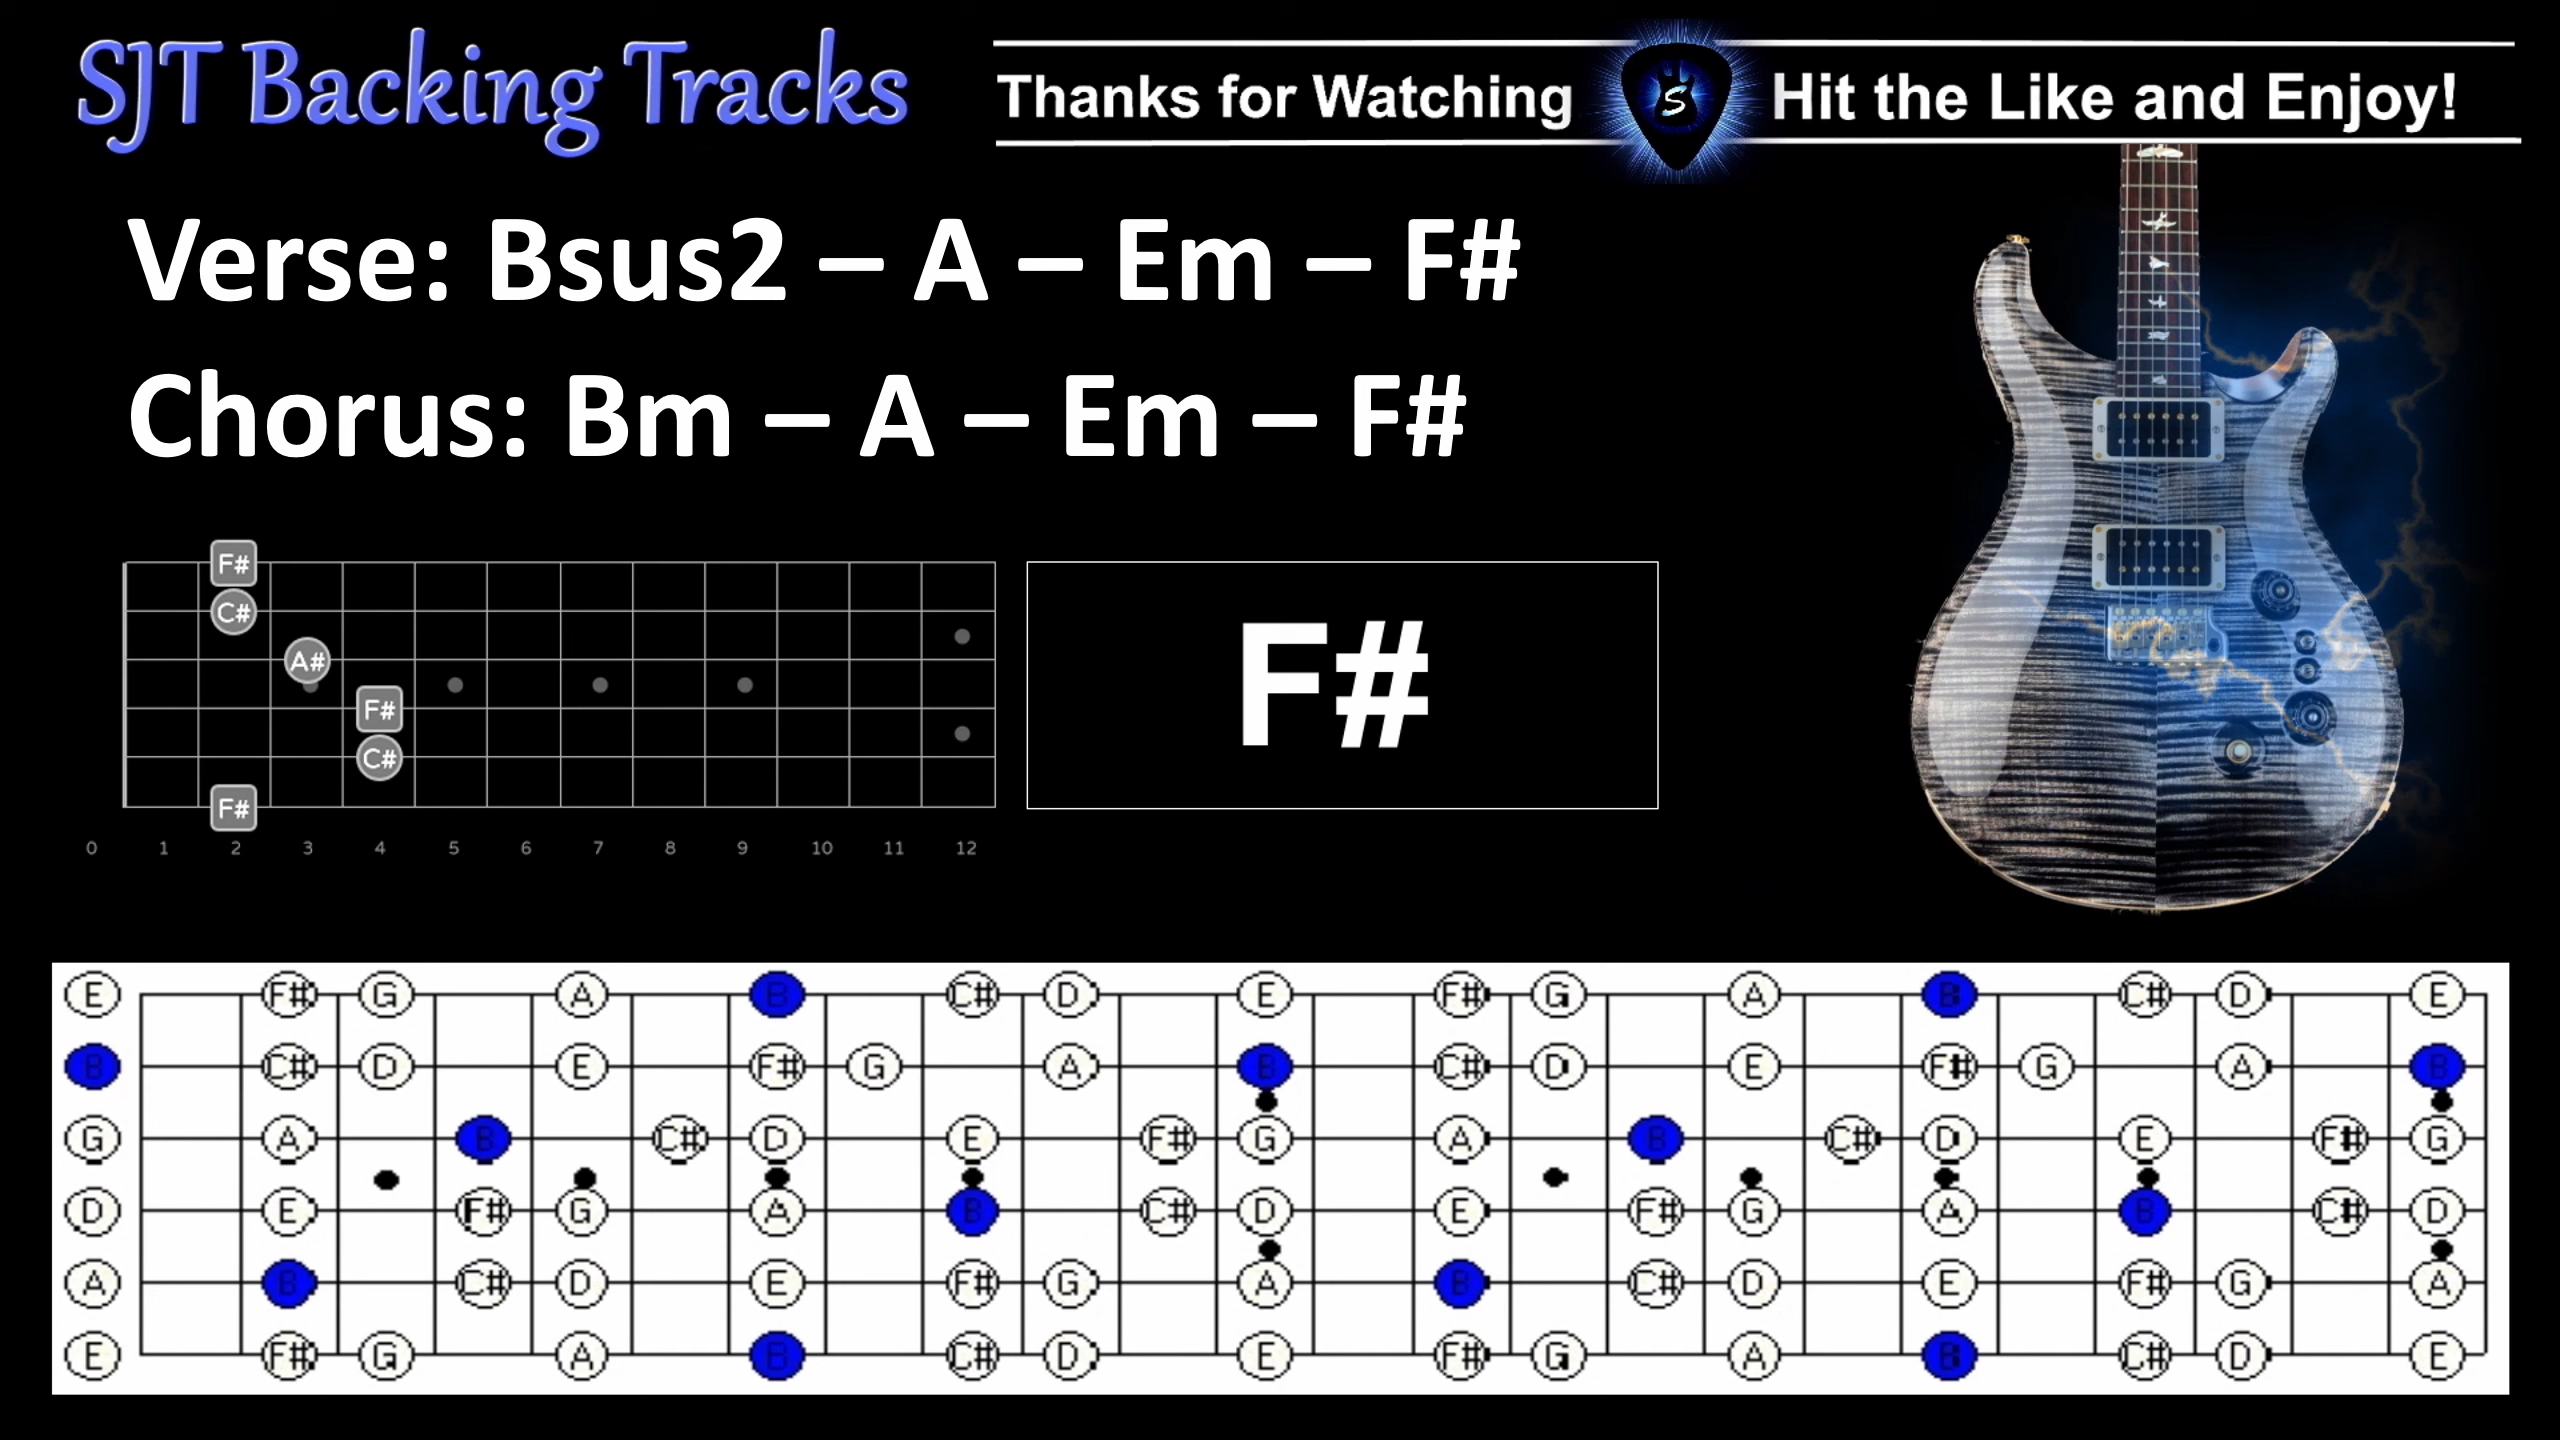 SJT Backing Tracks
Thanks for Watching S Hit the Like and Enjoy!
Verse: Bsus2 – A – Em – F#
Chorus: Bm – A – Em – F#
F#
C#
A#
F#
C#
F#
0 1 2 3 4 5 6 7 8 9 10 11 12
F#
E F# G A B C# D E F# G A B C# D E
B C# D E F# G A B C# D E F# G A B
G A B C# D E F# G A B C# D E F# G
D E F# G A B C# D E F# G A B C# D
A B C# D E F# G A B C# D E F# G A
E F# G A B C# D E F# G A B C# D E